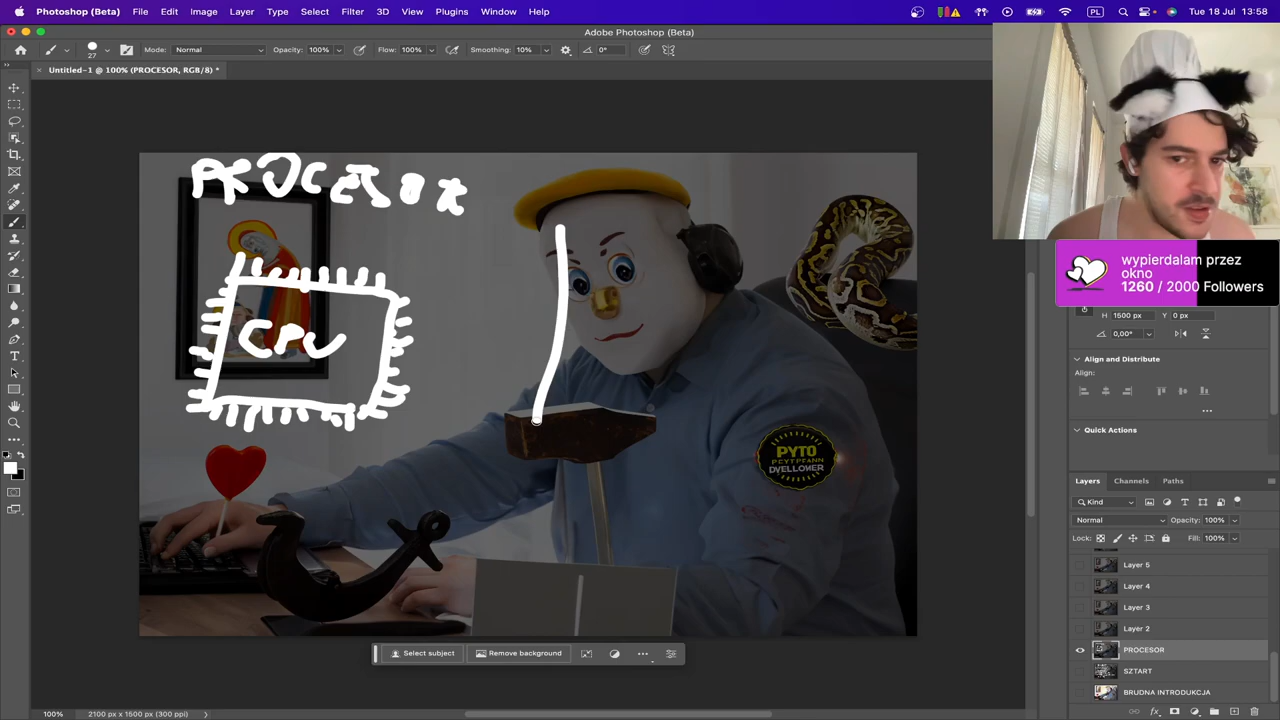 Photoshop (Beta) File Edit Image Layer Type Select Filter 3D View Plugins Window Help PL Tue 18 Jul 13:58
Adobe Photoshop (Beta)
27 Mode: Normal Opacity: 100% Flow: 100% Smoothing: 10% 0°
Untitled-1 @ 100% (PROCESOR, RGB/8) *
PROCESOR
CPU
PYTO
DVELLOWER
wypierdalam przez
okno
1260 / 2000 Followers
H 1500 px Y 0 px
0,00°
Align and Distribute
Align:
Quick Actions
Layers Channels Paths
Kind
Normal Opacity: 100%
Lock: Fill: 100%
Layer 5
Layer 4
Layer 3
Layer 2
PROCESOR
SZTART
BRUDNA INTRODUKCJA
Select subject Remove background
100% 2100 px x 1500 px (300 ppi)